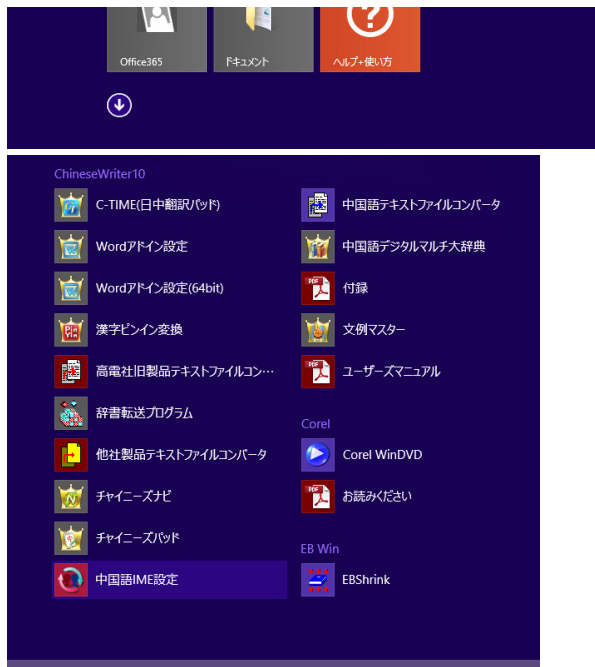 Office365
ドキュメント
ヘルプ+使い方
ChineseWriter10
C-TIME(日中翻訳パッド)
Wordアドイン設定
Wordアドイン設定(64bit)
漢字ピンイン変換
高電社旧製品テキストファイルコン…
辞書転送プログラム
他社製品テキストファイルコンバータ
チャイニーズナビ
チャイニーズパッド
中国語IME設定
中国語テキストファイルコンバータ
中国語デジタルマルチ大辞典
付録
文例マスター
ユーザーズマニュアル
Corel
Corel WinDVD
お読みください
EB Win
EBShrink